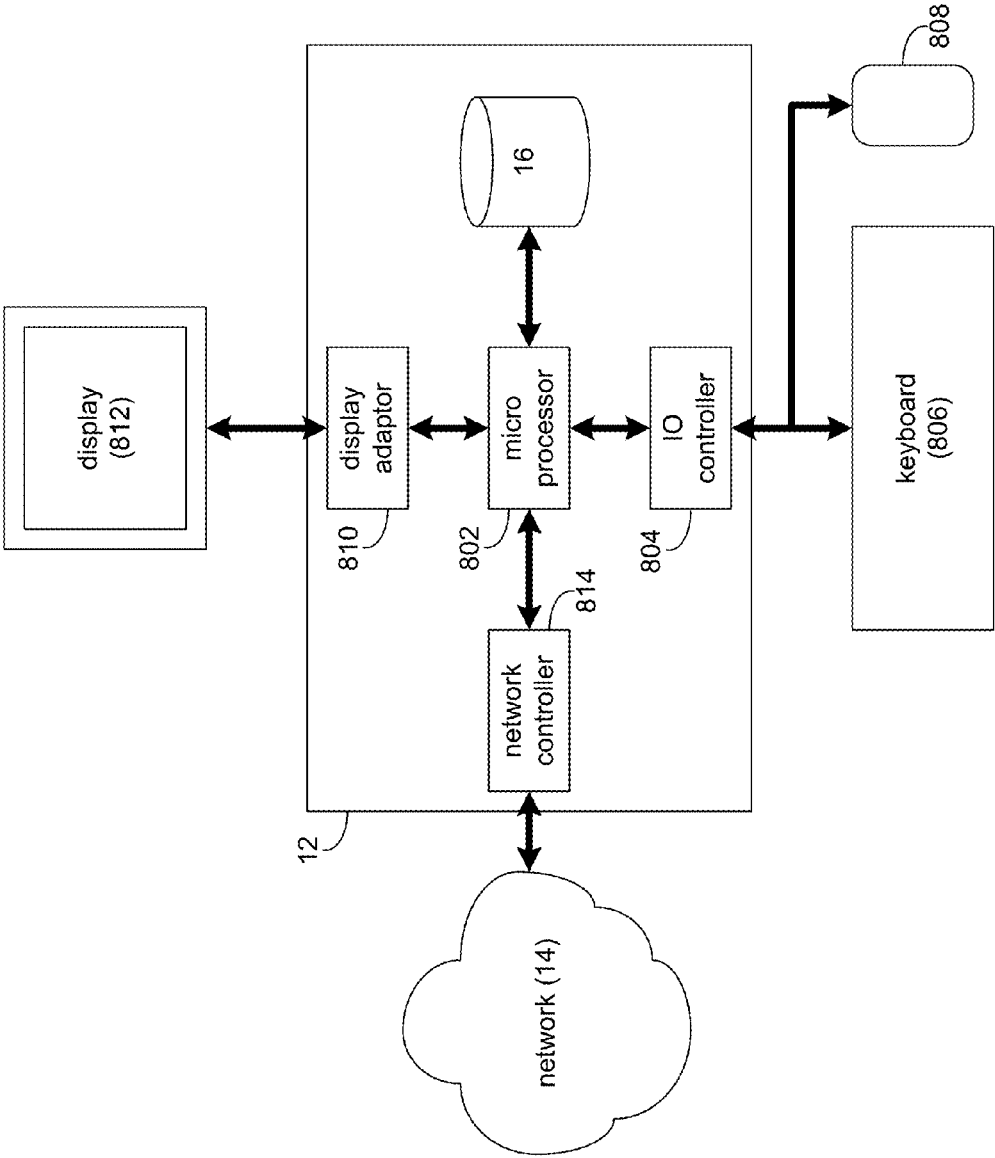 display
(812)
display
adaptor
810
micro
processor
802
16
IO
controller
804
network
controller
814
12
network (14)
keyboard
(806)
808